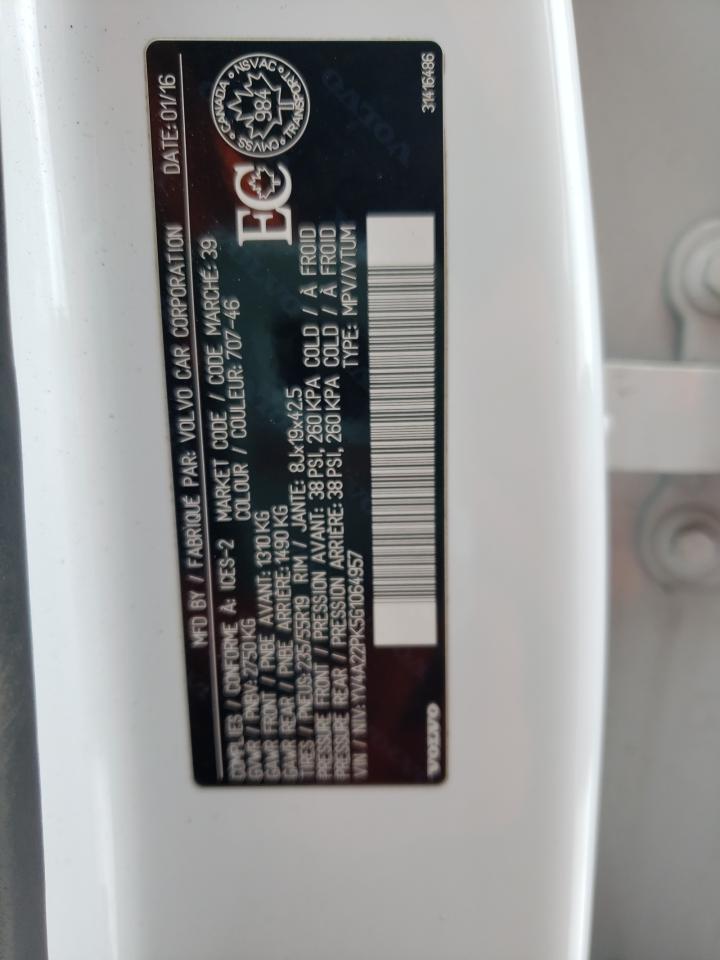 MFD BY / FABRIQUÉ PAR: VOLVO CAR CORPORATION DATE: 01/16
COMPLIES / CONFORME À: ICES-2 MARKET CODE / CODE MARCHÉ: 39
GVWR / PNBV: 2750 KG COLOUR / COULEUR: 707-46
GAWR FRONT / PNBE AVANT: 1310 KG
GAWR REAR / PNBE ARRIÈRE: 1490 KG
TIRES / PNEUS: 235/55R19 RIM / JANTE: 8Jx19x42.5
PRESSURE FRONT / PRESSION AVANT: 38 PSI, 260 KPA COLD / À FROID
PRESSURE REAR / PRESSION ARRIÈRE: 38 PSI, 260 KPA COLD / À FROID
VIN / NIV: YV4A22PK5G1064957 TYPE: MPV/VTUM
EC
CANADA • NSVAC • TRANSPORT • CMVSS
984
VOLVO
31416486